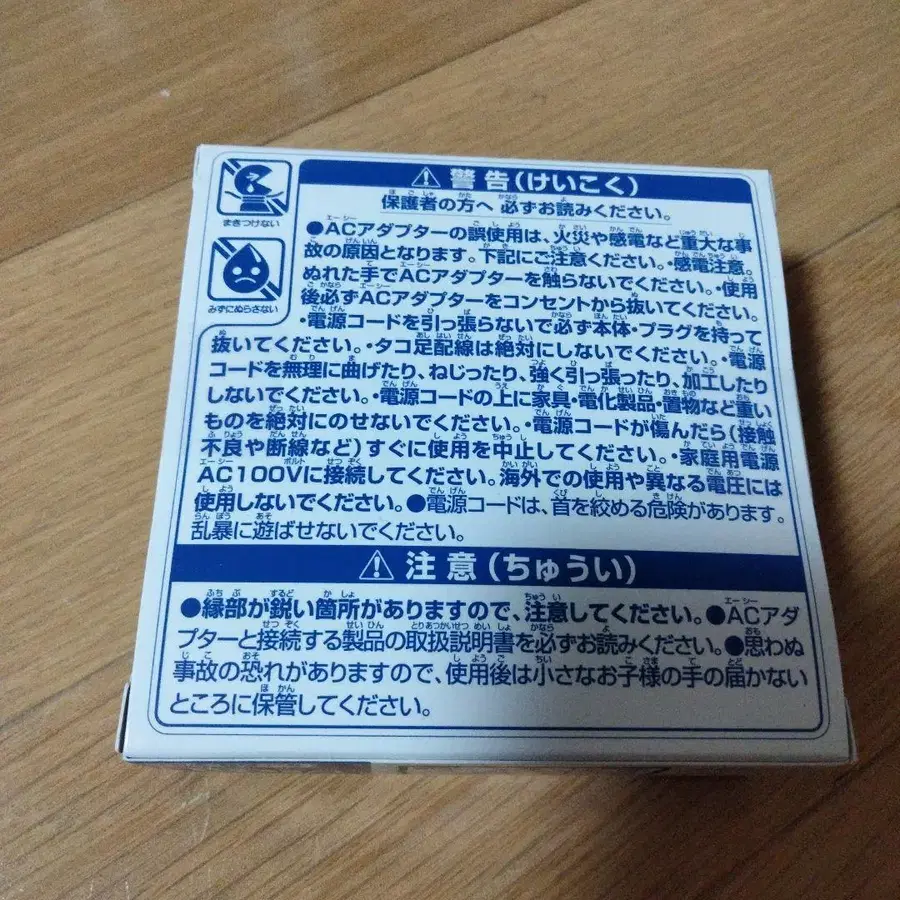 まきつけない
みずにぬらさない
⚠ 警告(けいこく)
保護者の方へ 必ずお読みください。
●ACアダプターの誤使用は、火災や感電など重大な事
故の原因となります。下記にご注意ください。・感電注意。
ぬれた手でACアダプターを触らないでください。・使用
後必ずACアダプターをコンセントから抜いてください。
・電源コードを引っ張らないで必ず本体・プラグを持って
抜いてください。・タコ足配線は絶対にしないでください。・電源
コードを無理に曲げたり、ねじったり、強く引っ張ったり、加工したり
しないでください。・電源コードの上に家具・電化製品・置物など重い
ものを絶対にのせないでください。・電源コードが傷んだら(接触
不良や断線など)すぐに使用を中止してください。・家庭用電源
AC100Vに接続してください。海外での使用や異なる電圧には
使用しないでください。●電源コードは、首を絞める危険があります。
乱暴に遊ばせないでください。
⚠ 注意(ちゅうい)
●縁部が鋭い箇所がありますので、注意してください。●ACアダ
プターと接続する製品の取扱説明書を必ずお読みください。●思わぬ
事故の恐れがありますので、使用後は小さなお子様の手の届かない
ところに保管してください。